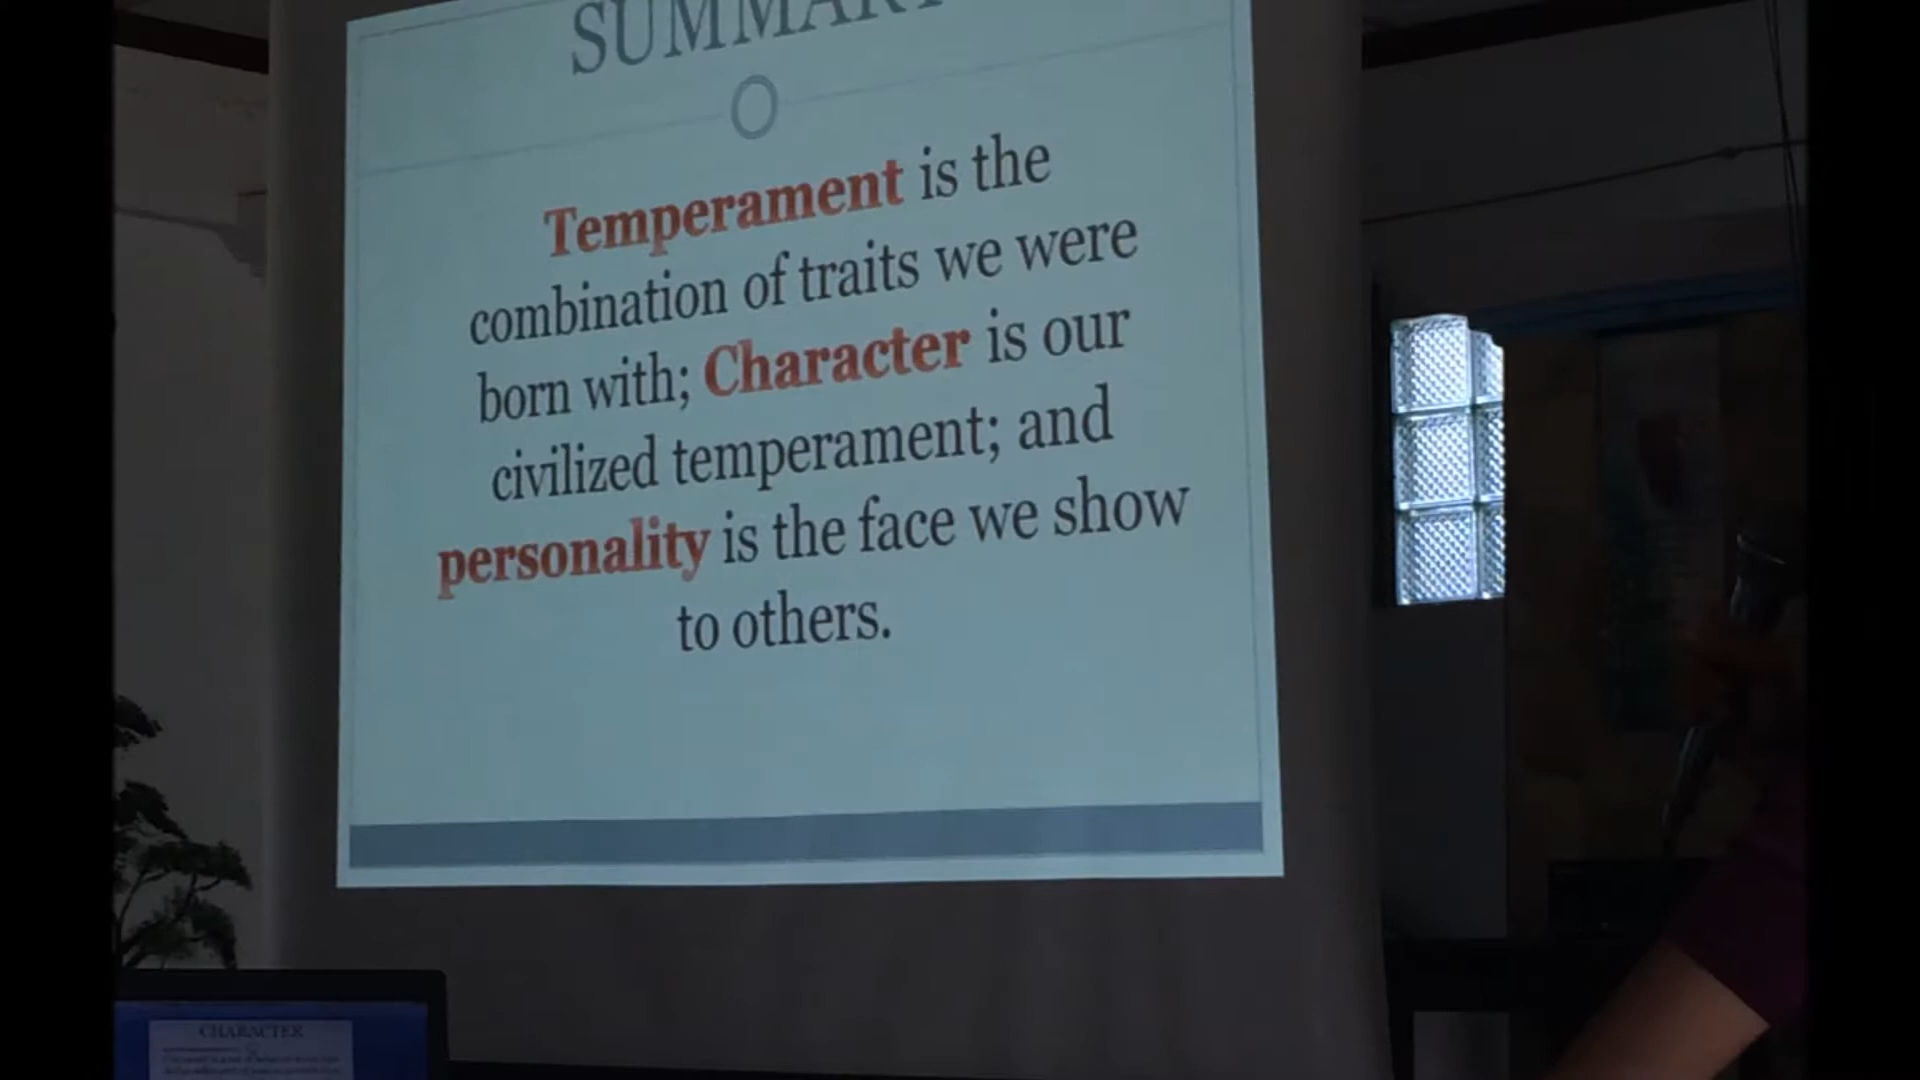 SUMMARY
Temperament is the
combination of traits we were
born with; Character is our
civilized temperament; and
personality is the face we show
to others.
CHARACTER